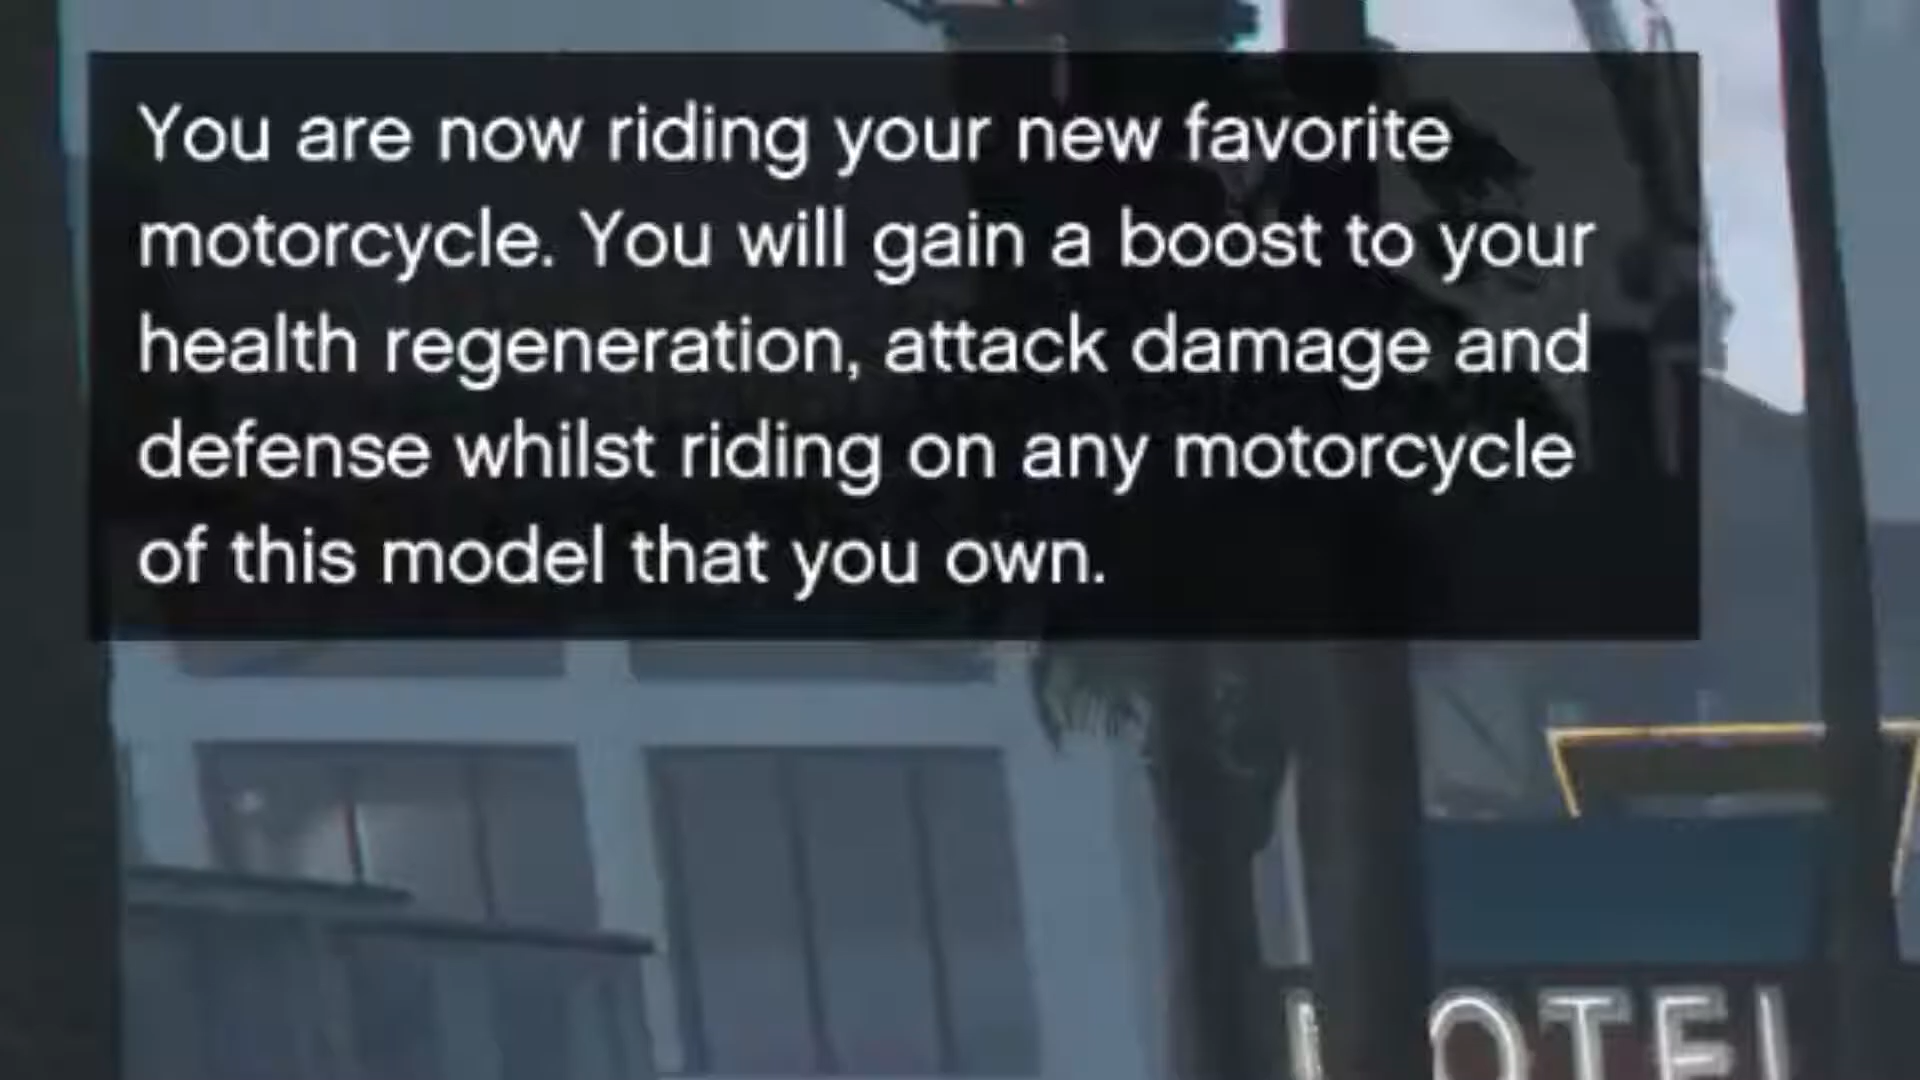 You are now riding your new favorite
motorcycle. You will gain a boost to your
health regeneration, attack damage and
defense whilst riding on any motorcycle
of this model that you own.